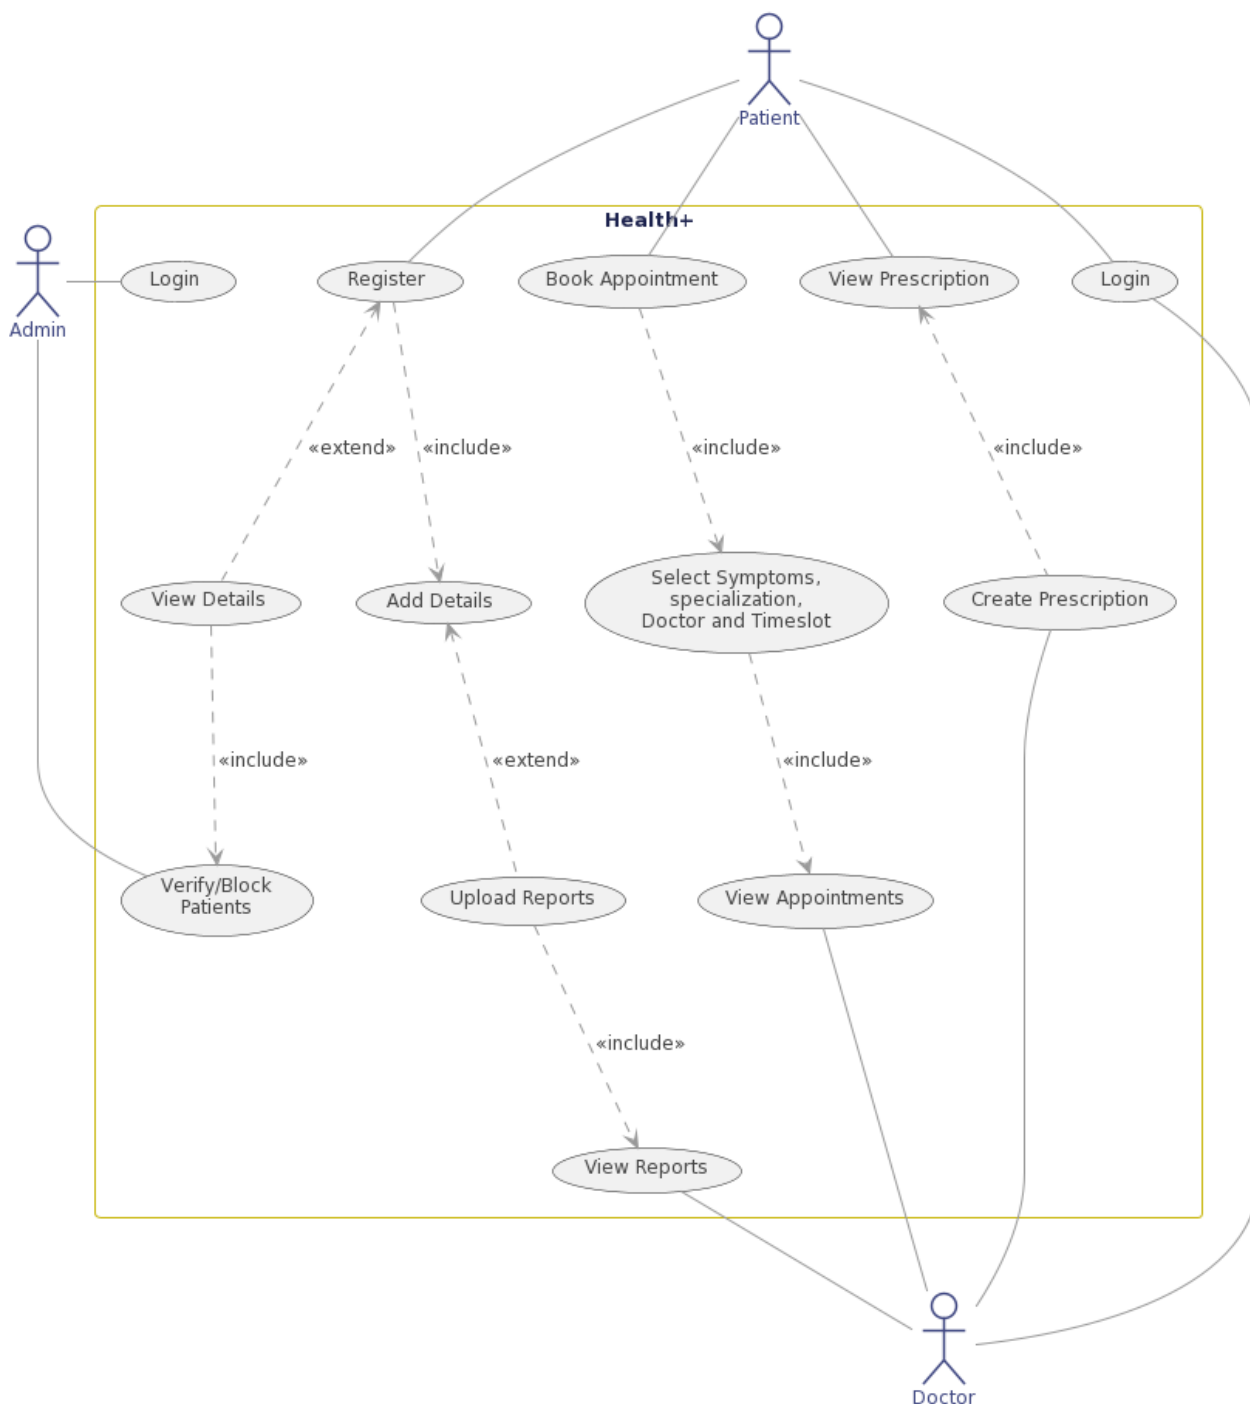 Patient
Health+
Admin
Login
Register
Book Appointment
View Prescription
Login
«extend»
«include»
«include»
«include»
View Details
Add Details
Select Symptoms,
specialization,
Doctor and Timeslot
Create Prescription
«include»
«extend»
«include»
Verify/Block
Patients
Upload Reports
View Appointments
«include»
View Reports
Doctor